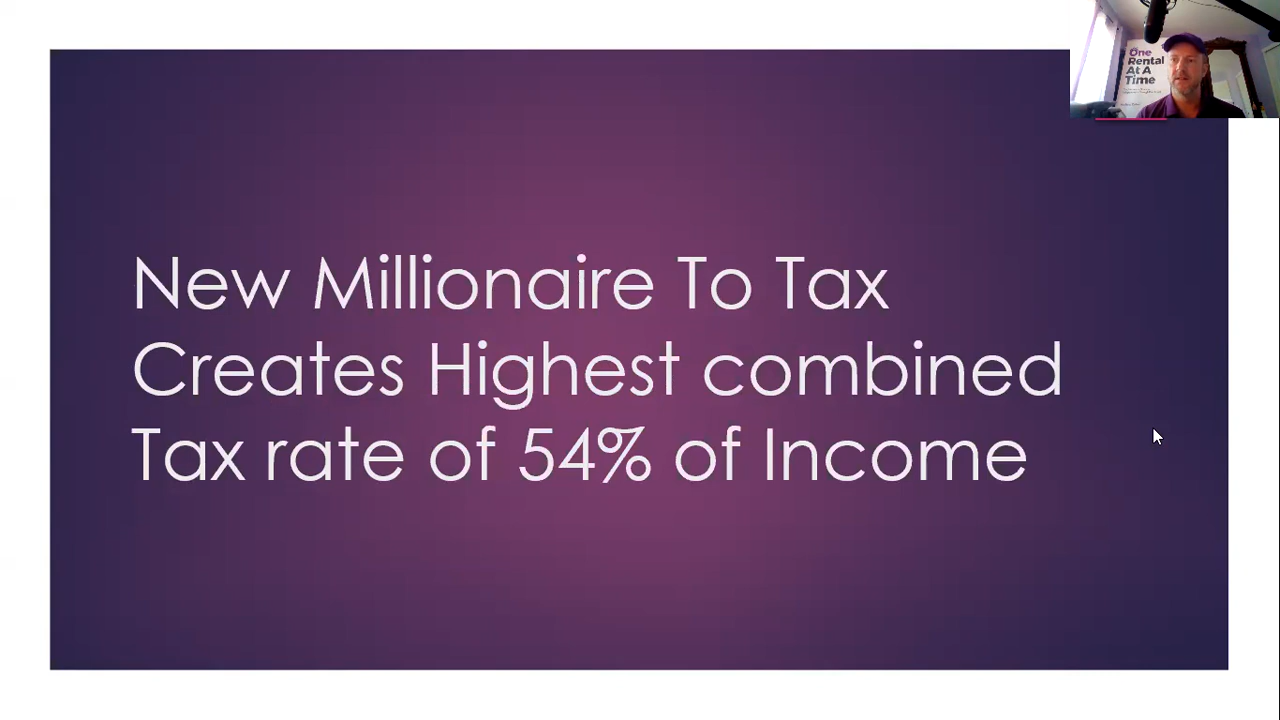 New Millionaire To Tax
Creates Highest combined
Tax rate of 54% of Income
One
Rental
At A
Time